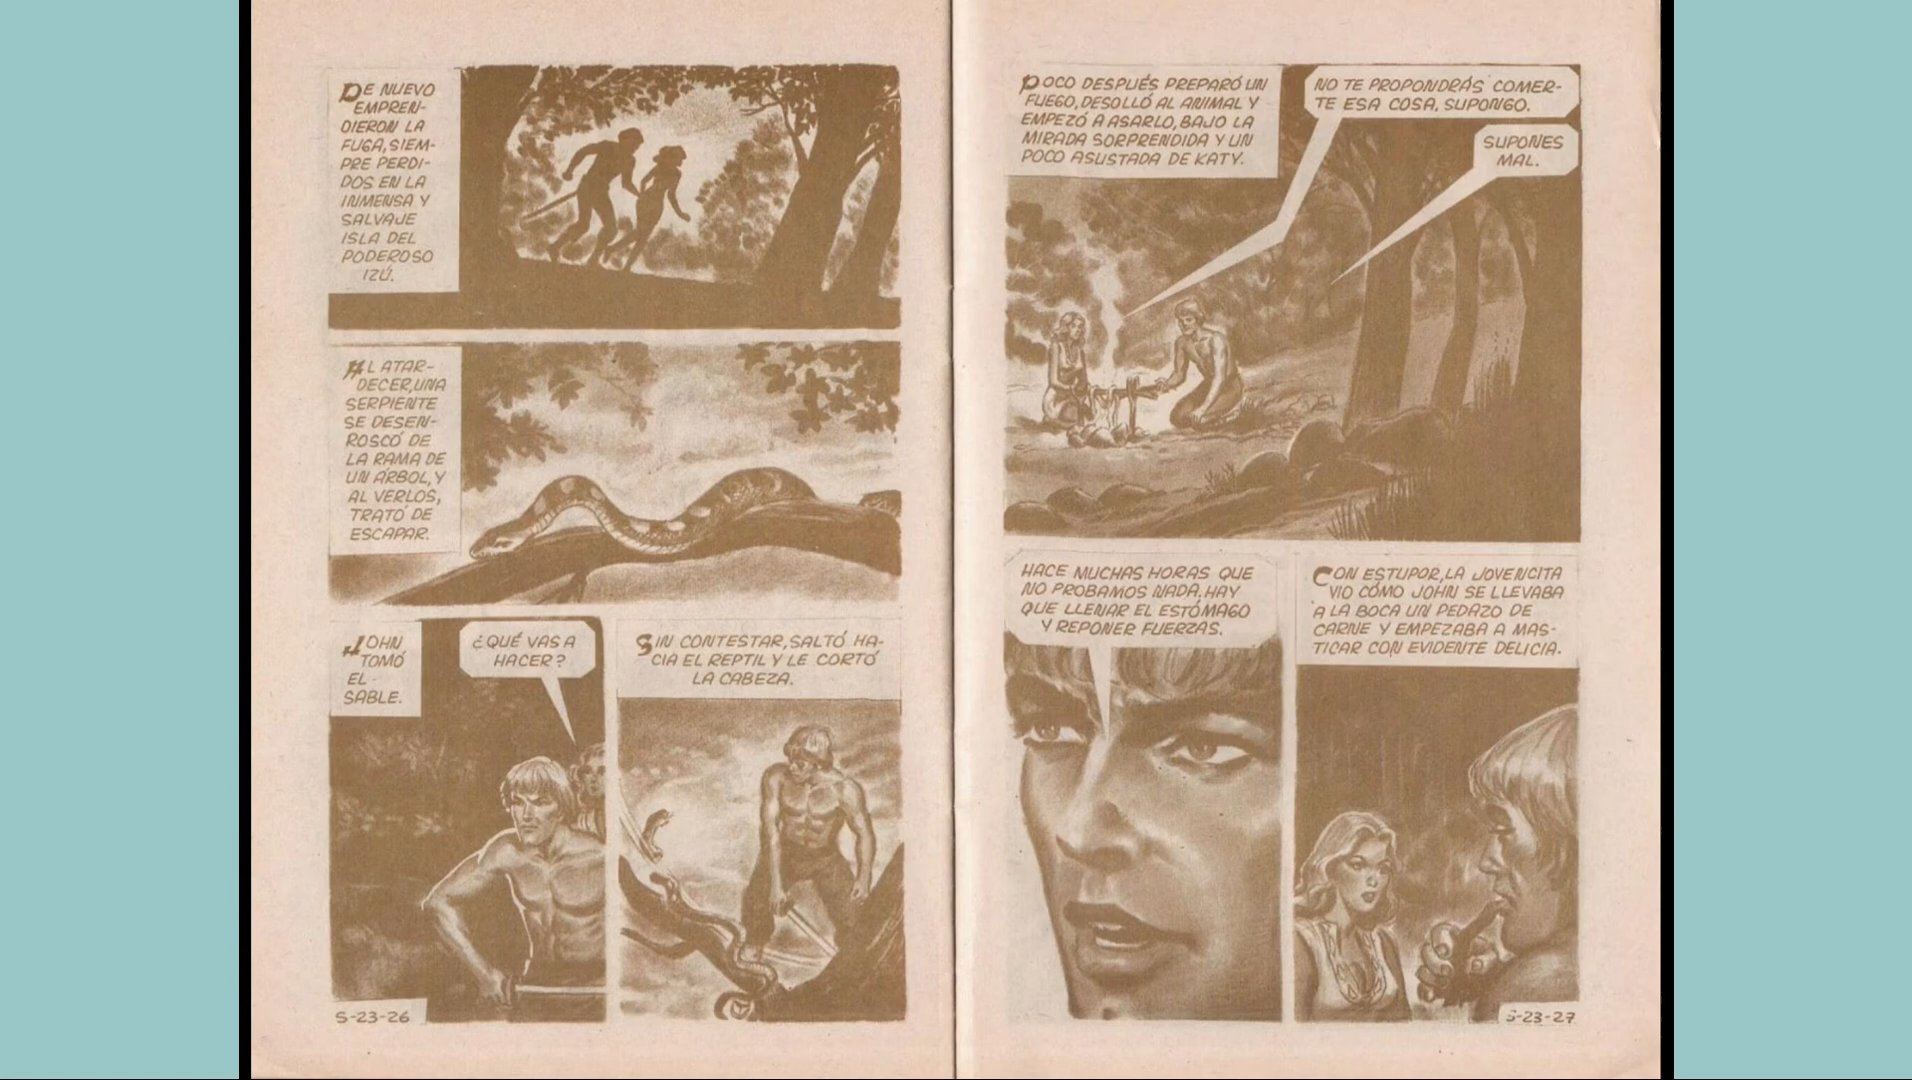 DE NUEVO
EMPREN-
DIERON LA
FUGA, SIEM-
PRE PERDI-
DOS EN LA
INMENSA Y
SALVAJE
ISLA DEL
PODEROSO
IZÚ.
AL ATAR-
DECER, UNA
SERPIENTE
SE DESEN-
ROSCÓ DE
LA RAMA DE
UN ÁRBOL, Y
AL VERLOS,
TRATÓ DE
ESCAPAR.
JOHN
TOMÓ
EL
SABLE.
¿QUÉ VAS A
HACER?
SIN CONTESTAR, SALTÓ HA-
CIA EL REPTIL Y LE CORTÓ
LA CABEZA.
S-23-26
POCO DESPUÉS PREPARÓ UN
FUEGO, DESOLLÓ AL ANIMAL Y
EMPEZÓ A ASARLO, BAJO LA
MIRADA SORPRENDIDA Y UN
POCO ASUSTADA DE KATY.
NO TE PROPONDRÁS COMER-
TE ESA COSA, SUPONGO.
SUPONES
MAL.
HACE MUCHAS HORAS QUE
NO PROBAMOS NADA. HAY
QUE LLENAR EL ESTÓMAGO
Y REPONER FUERZAS.
CON ESTUPOR, LA JOVENCITA
VIO CÓMO JOHN SE LLEVABA
A LA BOCA UN PEDAZO DE
CARNE Y EMPEZABA A MAS-
TICAR CON EVIDENTE DELICIA.
S-23-27